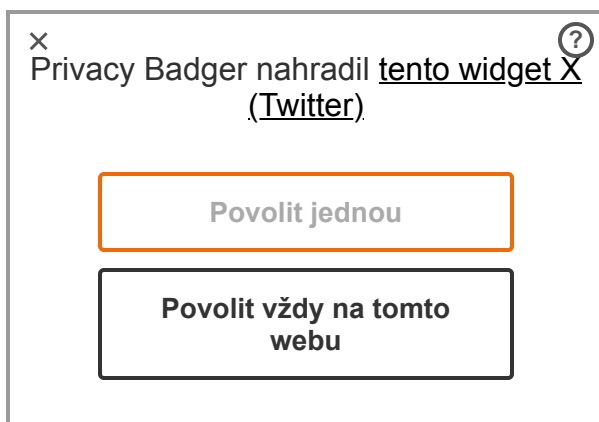 ×
?
Privacy Badger nahradil tento widget X
(Twitter)
Povolit jednou
Povolit vždy na tomto
webu